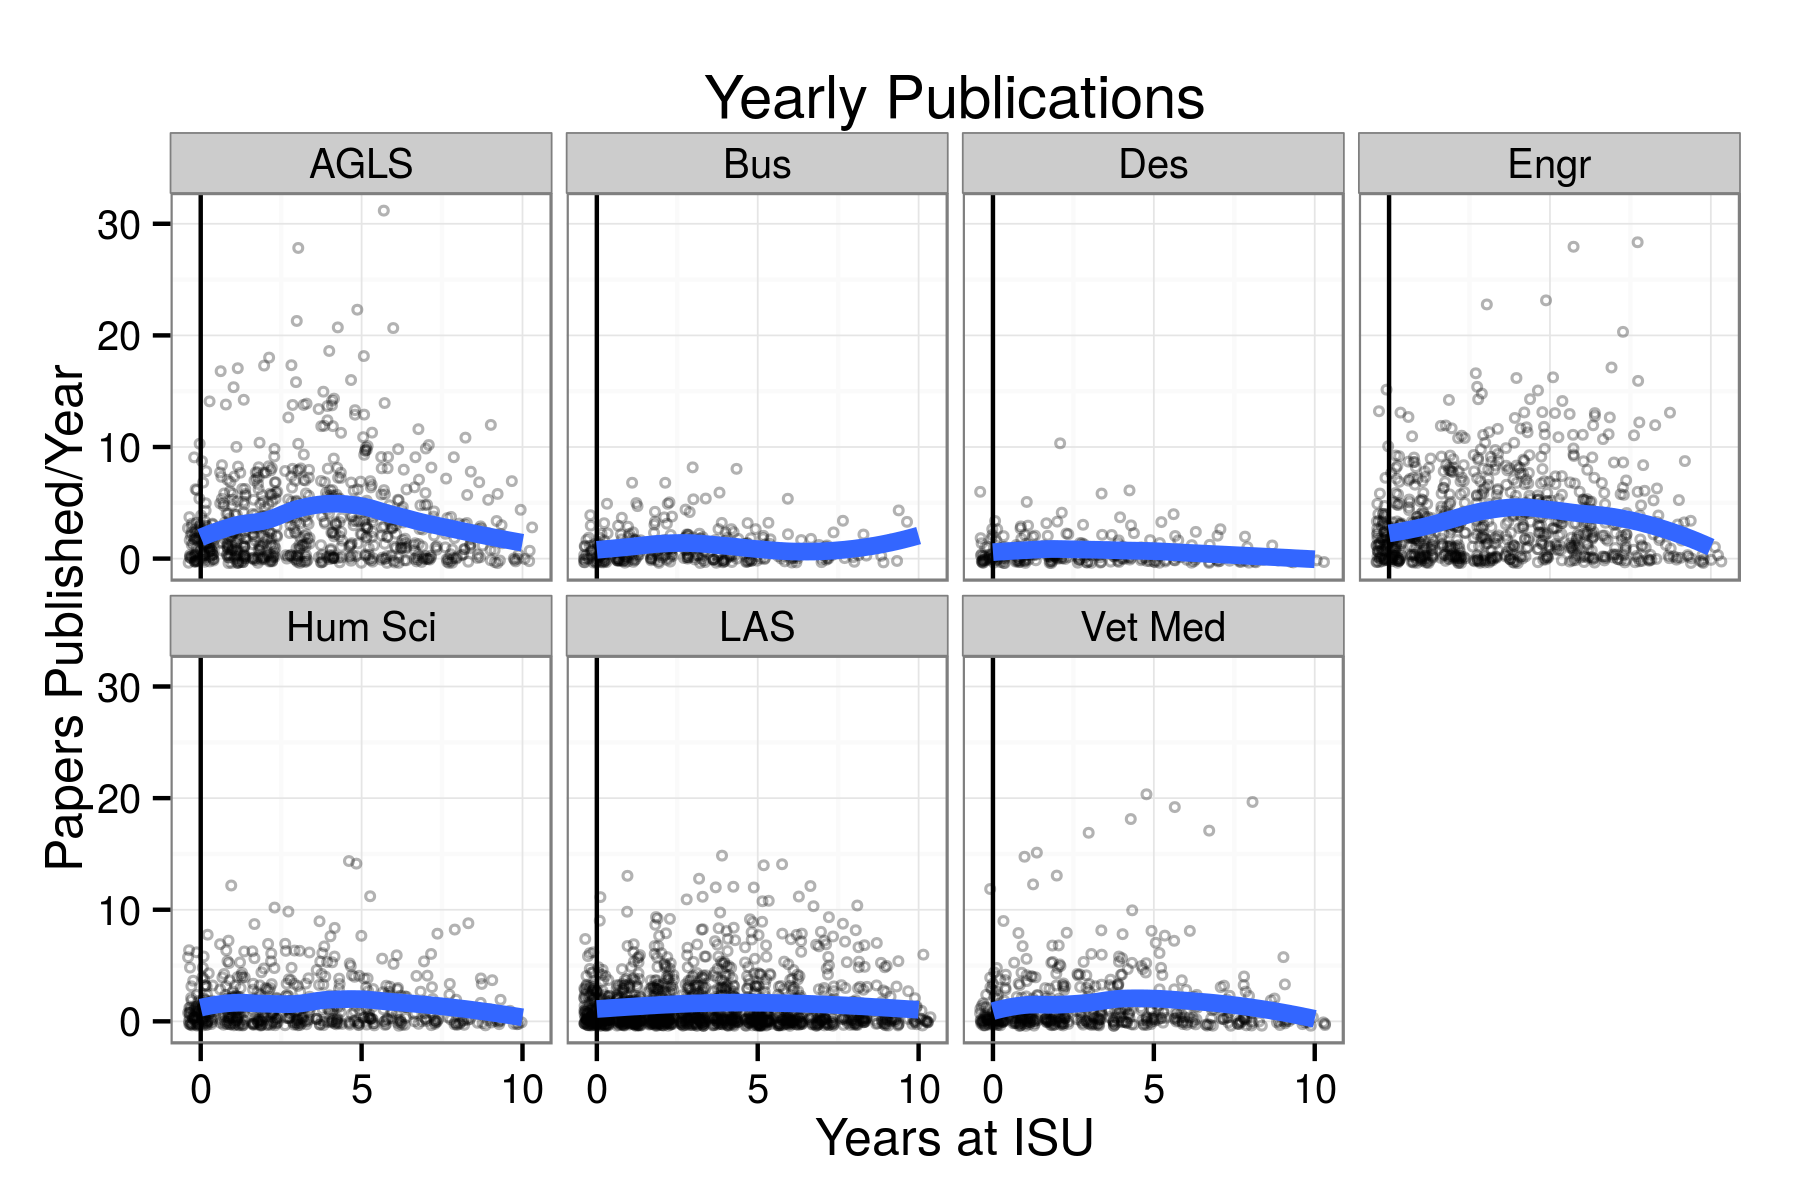 Yearly Publications
AGLS Bus Des Engr
30
20
10
0
Papers Published/Year
Hum Sci LAS Vet Med
30
20
10
0
0 5 10 0 5 10 0 5 10
Years at ISU